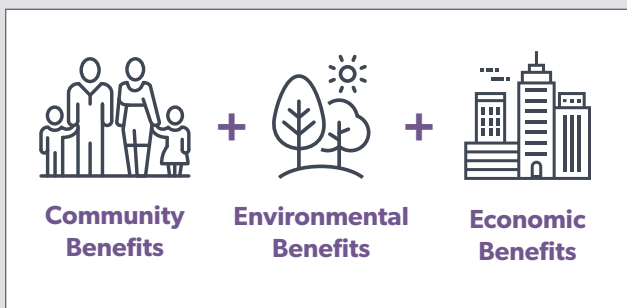 + +
Community
Benefits
Environmental
Benefits
Economic
Benefits